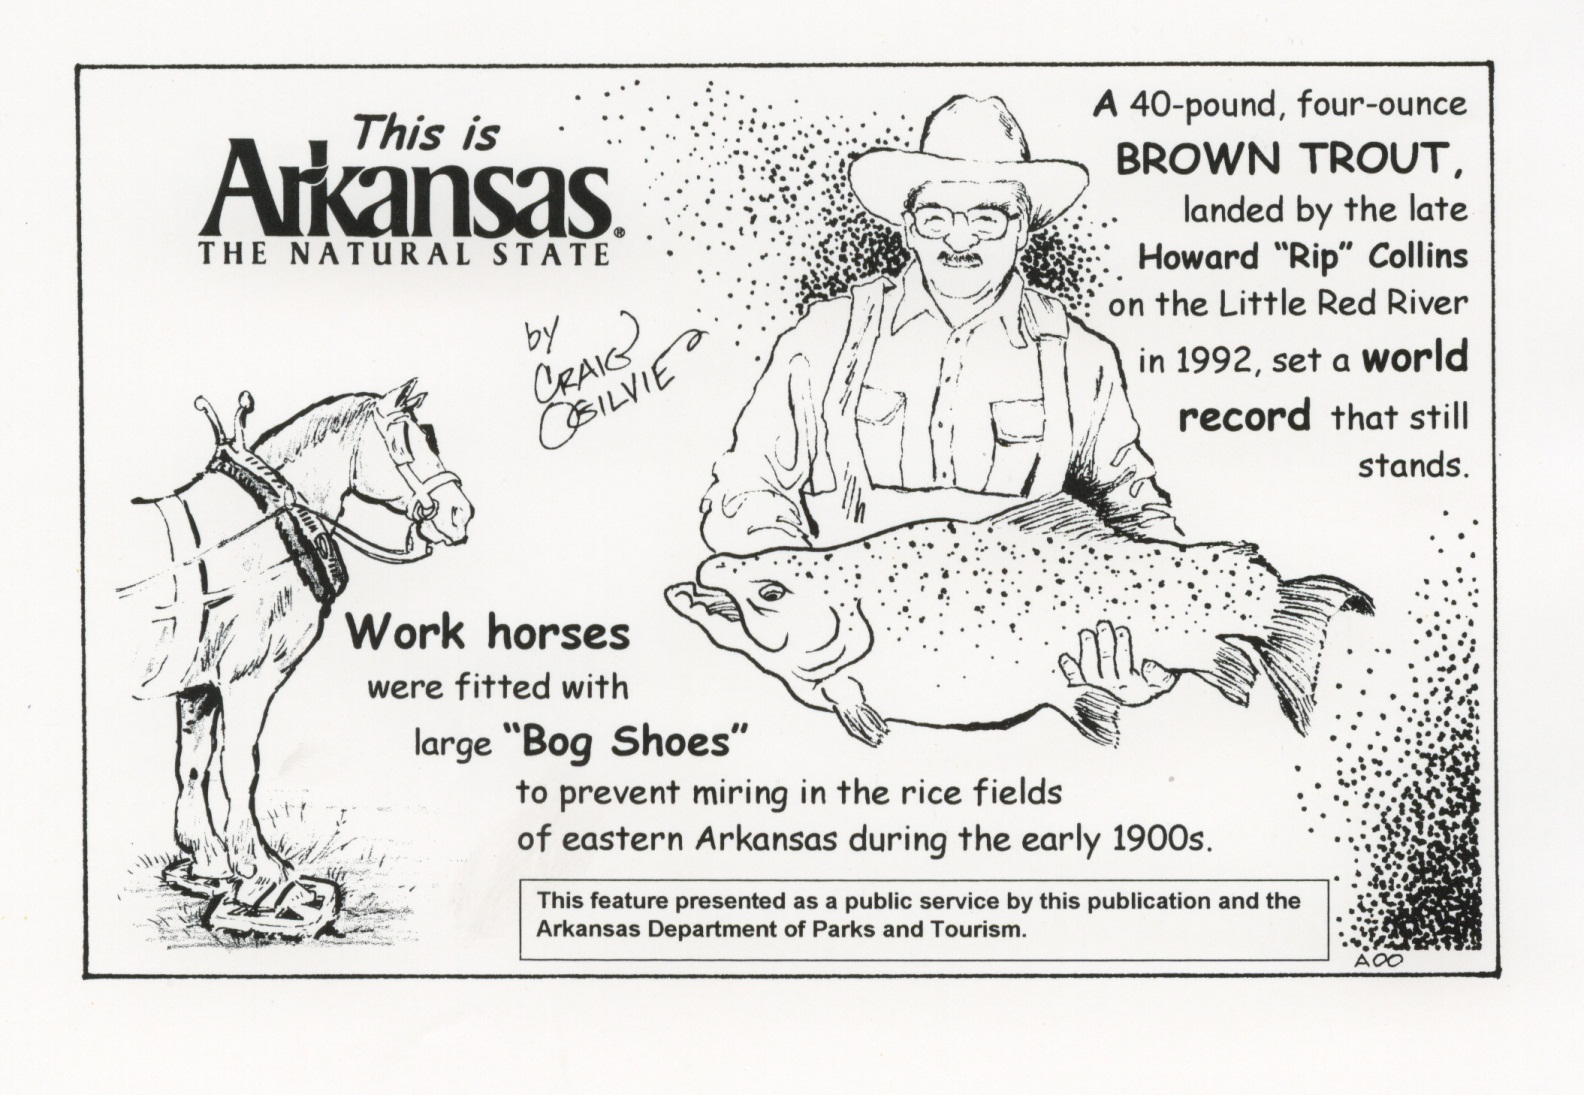 This is
Arkansas®
THE NATURAL STATE
by
CRAIG
OGILVIE
A 40-pound, four-ounce
BROWN TROUT,
landed by the late
Howard "Rip" Collins
on the Little Red River
in 1992, set a world
record that still
stands.
Work horses
were fitted with
large "Bog Shoes"
to prevent miring in the rice fields
of eastern Arkansas during the early 1900s.
This feature presented as a public service by this publication and the
Arkansas Department of Parks and Tourism.
A00